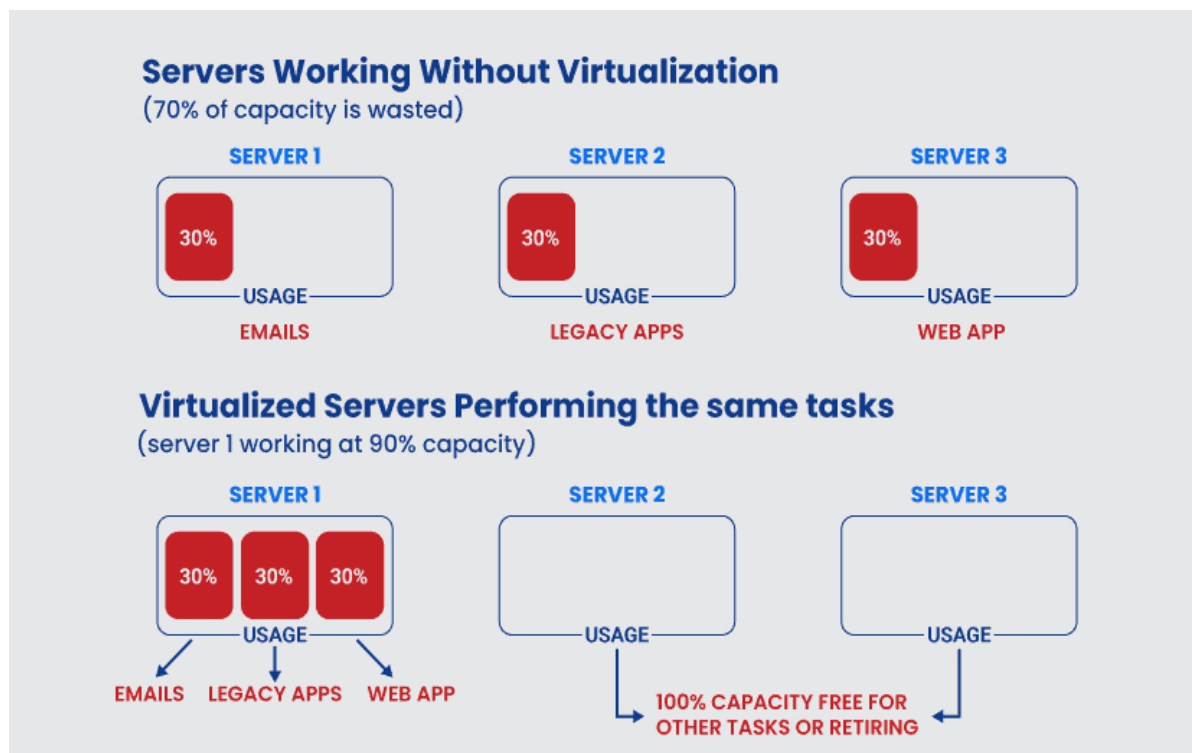 Servers Working Without Virtualization
(70% of capacity is wasted)
SERVER 1
SERVER 2
SERVER 3
30%
30%
30%
USAGE
USAGE
USAGE
EMAILS
LEGACY APPS
WEB APP
Virtualized Servers Performing the same tasks
(server 1 working at 90% capacity)
SERVER 1
SERVER 2
SERVER 3
30%
30%
30%
USAGE
USAGE
USAGE
EMAILS
LEGACY APPS
WEB APP
100% CAPACITY FREE FOR
OTHER TASKS OR RETIRING